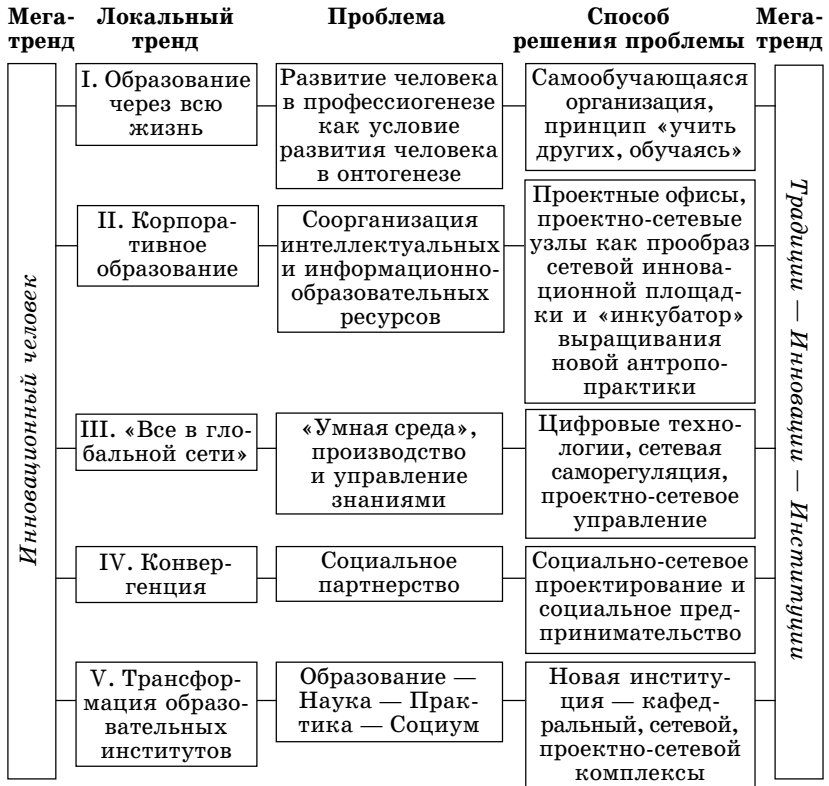 Мега-
тренд
Локальный
тренд
Проблема
Способ
решения проблемы
Мега-
тренд
Инновационный человек
I. Образование
через всю
жизнь
Развитие человека
в профессиогенезе
как условие
развития человека
в онтогенезе
Самообучающаяся
организация,
принцип «учить
других, обучаясь»
II. Корпора-
тивное
образование
Соорганизация
интеллектуальных
и информационно-
образовательных
ресурсов
Проектные офисы,
проектно-сетевые
узлы как прообраз
сетевой иннова-
ционной площад-
ки и «инкубатор»
выращивания
новой антропо-
практики
III. «Все в гло-
бальной сети»
«Умная среда»,
производство
и управление
знаниями
Цифровые техно-
логии, сетевая
саморегуляция,
проектно-сетевое
управление
IV. Конвер-
генция
Социальное
партнерство
Социально-сетевое
проектирование и
социальное пред-
принимательство
V. Трансфор-
мация образо-
вательных
институтов
Образование —
Наука — Прак-
тика — Социум
Новая институ-
ция — кафед-
ральный, сетевой,
проектно-сетевой
комплексы
Традиции — Инновации — Институции